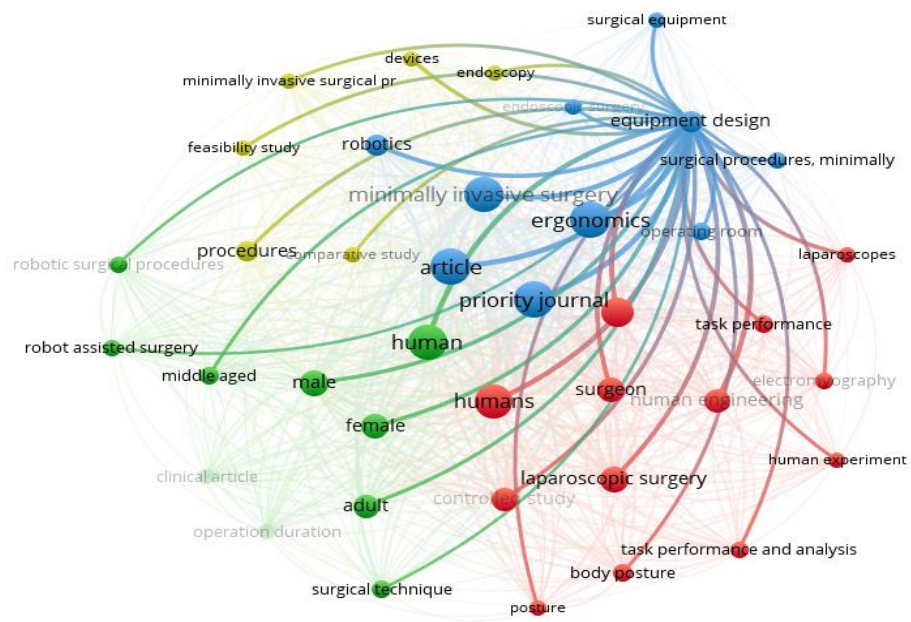 surgical equipment
devices
endoscopy
minimally invasive surgical pr
endoscopic surgery
equipment design
robotics
feasibility study
surgical procedures, minimally
minimally invasive surgery
ergonomics
operating room
procedures
comparative study
laparoscopes
robotic surgical procedures
article
priority journal
task performance
human
robot assisted surgery
middle aged
male
electromyography
surgeon
humans
human engineering
female
human experiment
clinical article
laparoscopic surgery
controlled study
adult
operation duration
task performance and analysis
body posture
surgical technique
posture